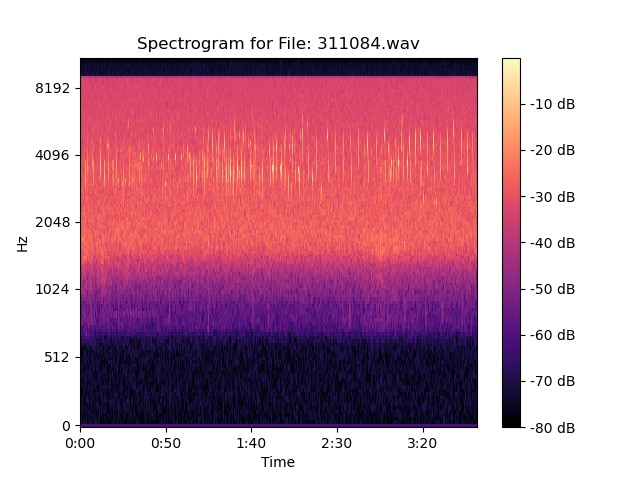 Spectrogram for File: 311084.wav
8192
4096
2048
1024
512
0
Hz
0:00
0:50
1:40
2:30
3:20
Time
-10 dB
-20 dB
-30 dB
-40 dB
-50 dB
-60 dB
-70 dB
-80 dB